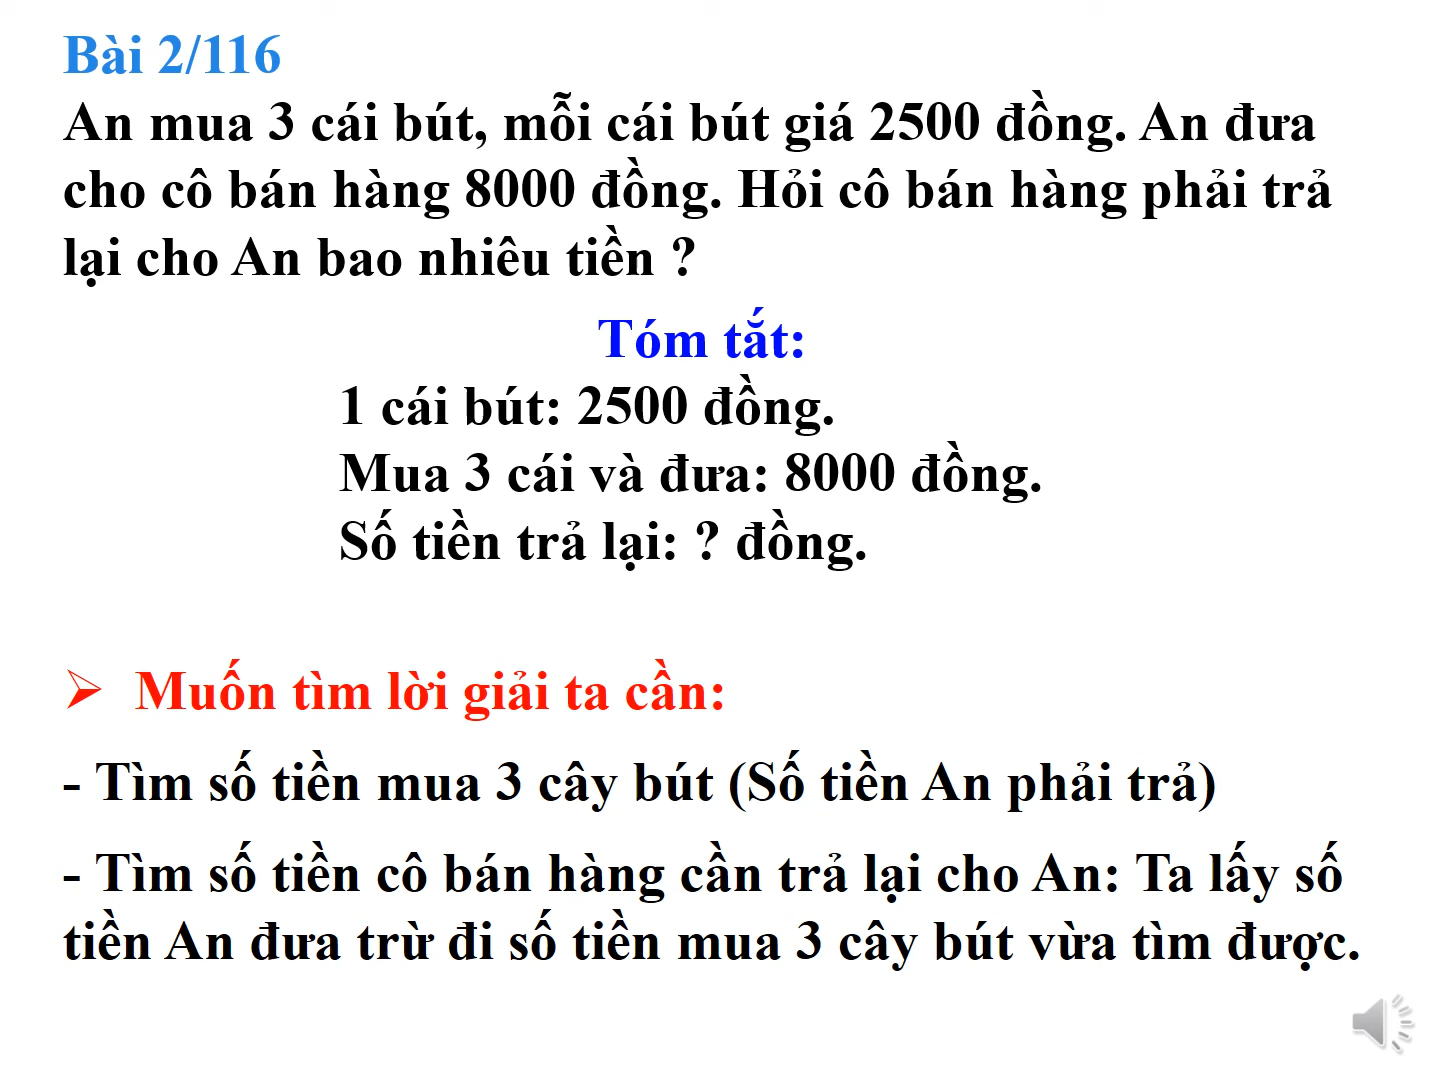 Bài 2/116
An mua 3 cái bút, mỗi cái bút giá 2500 đồng. An đưa
cho cô bán hàng 8000 đồng. Hỏi cô bán hàng phải trả
lại cho An bao nhiêu tiền ?
Tóm tắt:
1 cái bút: 2500 đồng.
Mua 3 cái và đưa: 8000 đồng.
Số tiền trả lại: ? đồng.
➢ Muốn tìm lời giải ta cần:
- Tìm số tiền mua 3 cây bút (Số tiền An phải trả)
- Tìm số tiền cô bán hàng cần trả lại cho An: Ta lấy số
tiền An đưa trừ đi số tiền mua 3 cây bút vừa tìm được.